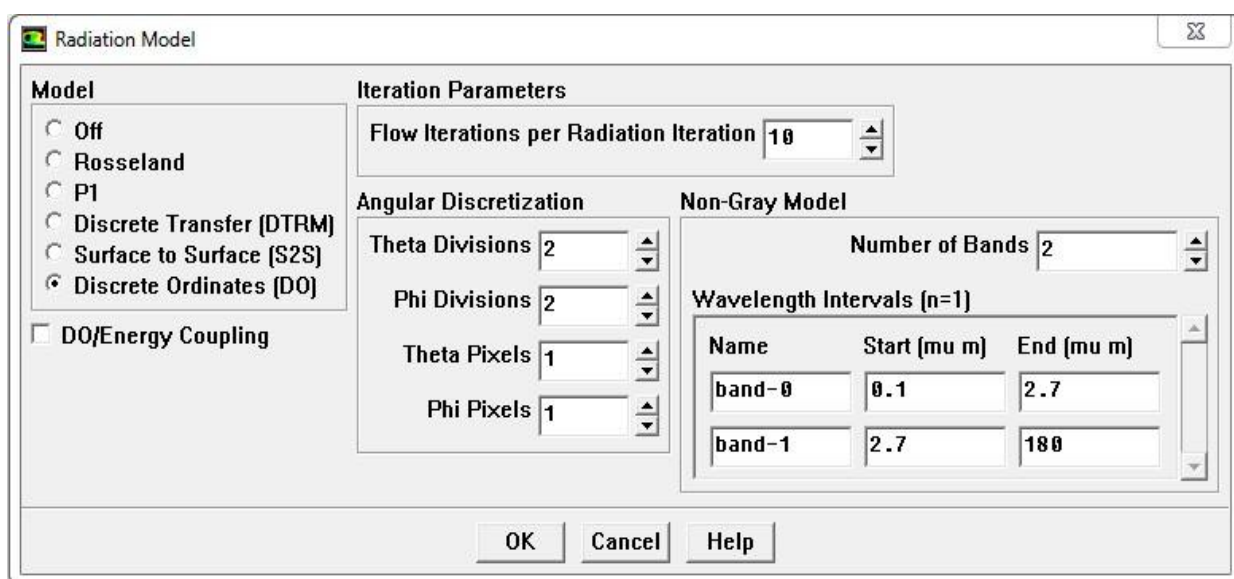 Radiation Model
Model
Off
Rosseland
P1
Discrete Transfer (DTRM)
Surface to Surface (S2S)
Discrete Ordinates (DO)
DO/Energy Coupling
Iteration Parameters
Flow Iterations per Radiation Iteration 10
Angular Discretization
Theta Divisions 2
Phi Divisions 2
Theta Pixels 1
Phi Pixels 1
Non-Gray Model
Number of Bands 2
Wavelength Intervals (n=1)
Name Start (mu m) End (mu m)
band-0 0.1 2.7
band-1 2.7 180
OK Cancel Help